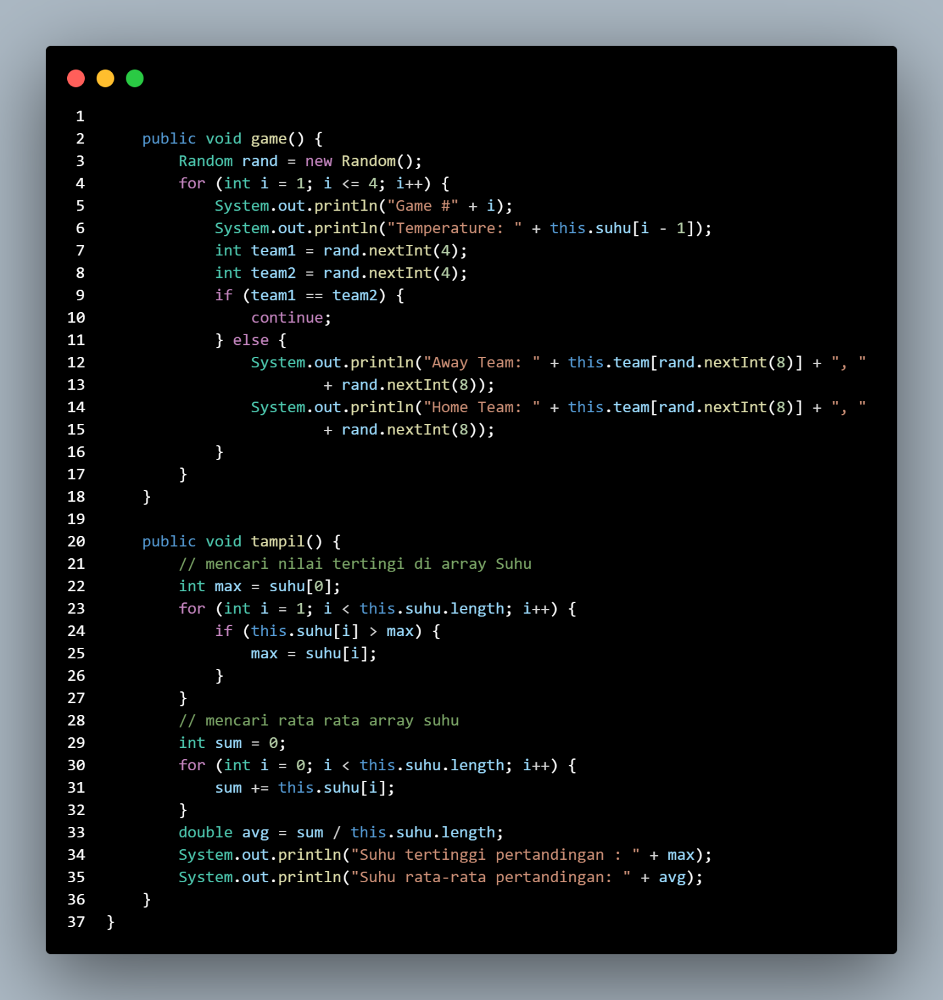 1
2 public void game() {
3 Random rand = new Random();
4 for (int i = 1; i <= 4; i++) {
5 System.out.println("Game #" + i);
6 System.out.println("Temperature: " + this.suhu[i - 1]);
7 int team1 = rand.nextInt(4);
8 int team2 = rand.nextInt(4);
9 if (team1 == team2) {
10 continue;
11 } else {
12 System.out.println("Away Team: " + this.team[rand.nextInt(8)] + ", "
13 + rand.nextInt(8));
14 System.out.println("Home Team: " + this.team[rand.nextInt(8)] + ", "
15 + rand.nextInt(8));
16 }
17 }
18 }
19
20 public void tampil() {
21 // mencari nilai tertingi di array Suhu
22 int max = suhu[0];
23 for (int i = 1; i < this.suhu.length; i++) {
24 if (this.suhu[i] > max) {
25 max = suhu[i];
26 }
27 }
28 // mencari rata rata array suhu
29 int sum = 0;
30 for (int i = 0; i < this.suhu.length; i++) {
31 sum += this.suhu[i];
32 }
33 double avg = sum / this.suhu.length;
34 System.out.println("Suhu tertinggi pertandingan : " + max);
35 System.out.println("Suhu rata-rata pertandingan: " + avg);
36 }
37 }